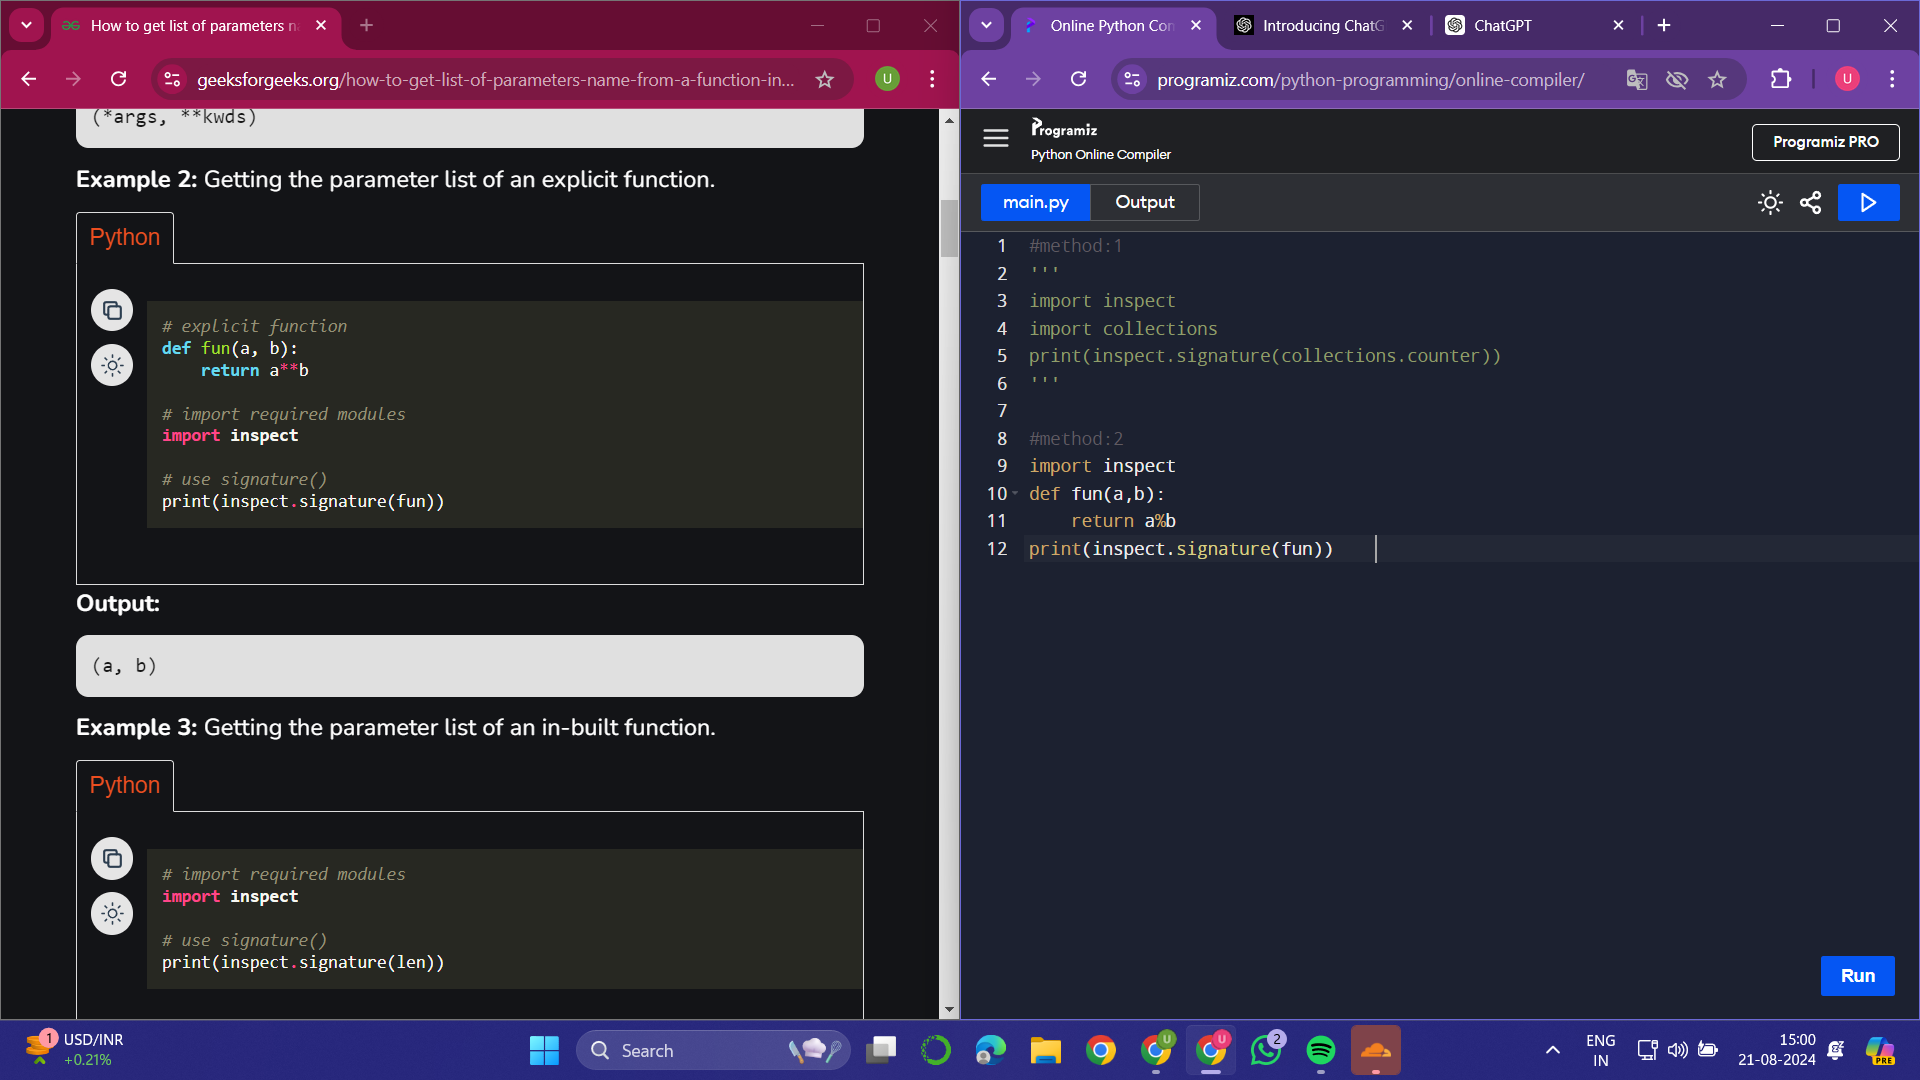 How to get list of parameters n
geeksforgeeks.org/how-to-get-list-of-parameters-name-from-a-function-in...
U
(*args, **kwds)
Example 2: Getting the parameter list of an explicit function.
Python
# explicit function
def fun(a, b):
    return a**b
# import required modules
import inspect
# use signature()
print(inspect.signature(fun))
Output:
(a, b)
Example 3: Getting the parameter list of an in-built function.
Python
# import required modules
import inspect
# use signature()
print(inspect.signature(len))
Online Python Con
Introducing ChatG
ChatGPT
programiz.com/python-programming/online-compiler/
U
Programiz
Python Online Compiler
Programiz PRO
main.py
Output
1 #method:1
2 '''
3 import inspect
4 import collections
5 print(inspect.signature(collections.counter))
6 '''
7
8 #method:2
9 import inspect
10 def fun(a,b):
11     return a%b
12 print(inspect.signature(fun))
Run
1
USD/INR
+0.21%
Search
U
U
2
ENG
IN
15:00
21-08-2024
PRE